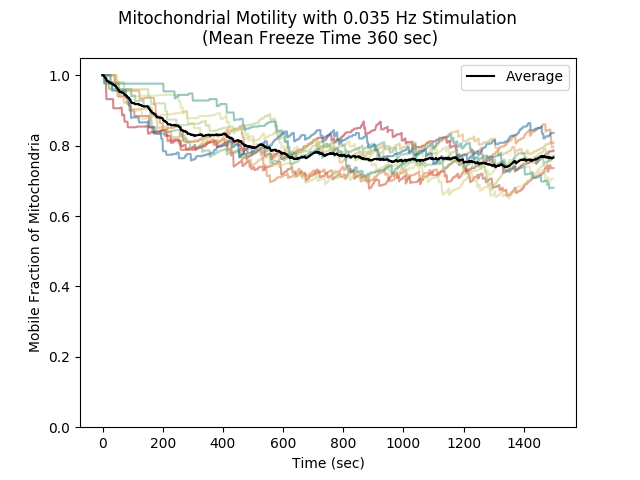 Mitochondrial Motility with 0.035 Hz Stimulation
(Mean Freeze Time 360 sec)
Average
Mobile Fraction of Mitochondria
1.0
0.8
0.6
0.4
0.2
0.0
0 200 400 600 800 1000 1200 1400
Time (sec)